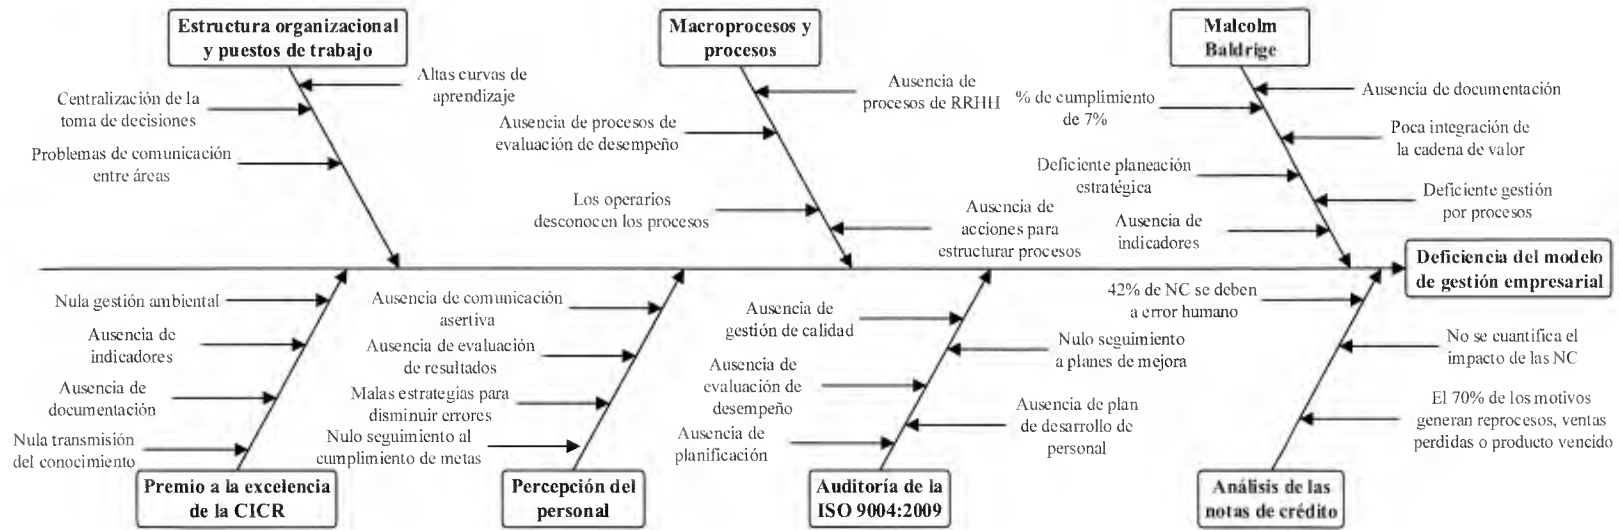 Estructura organizacional
y puestos de trabajo
Altas curvas de
aprendizaje
Centralización de la
toma de decisiones
Problemas de comunicación
entre áreas
Macroprocesos y
procesos
Ausencia de
procesos de RRHH
Ausencia de procesos de
evaluación de desempeño
Los operarios
desconocen los procesos
Ausencia de
acciones para
estructurar procesos
Malcolm
Baldrige
Ausencia de documentación
% de cumplimiento
de 7%
Poca integración de
la cadena de valor
Deficiente planeación
estratégica
Deficiente gestión
por procesos
Ausencia de
indicadores
Deficiencia del modelo
de gestión empresarial
Nula gestión ambiental
Ausencia de
indicadores
Ausencia de
documentación
Nula transmisión
del conocimiento
Premio a la excelencia
de la CICR
Ausencia de comunicación
asertiva
Ausencia de evaluación
de resultados
Malas estrategias para
disminuir errores
Nulo seguimiento al
cumplimiento de metas
Percepción del
personal
Ausencia de
gestión de calidad
Nulo seguimiento
a planes de mejora
Ausencia de
evaluación de
desempeño
Ausencia de plan
de desarrollo de
personal
Ausencia de
planificación
Auditoría de la
ISO 9004:2009
42% de NC se deben
a error humano
No se cuantifica el
impacto de las NC
El 70% de los motivos
generan reprocesos, ventas
perdidas o producto vencido
Análisis de las
notas de crédito